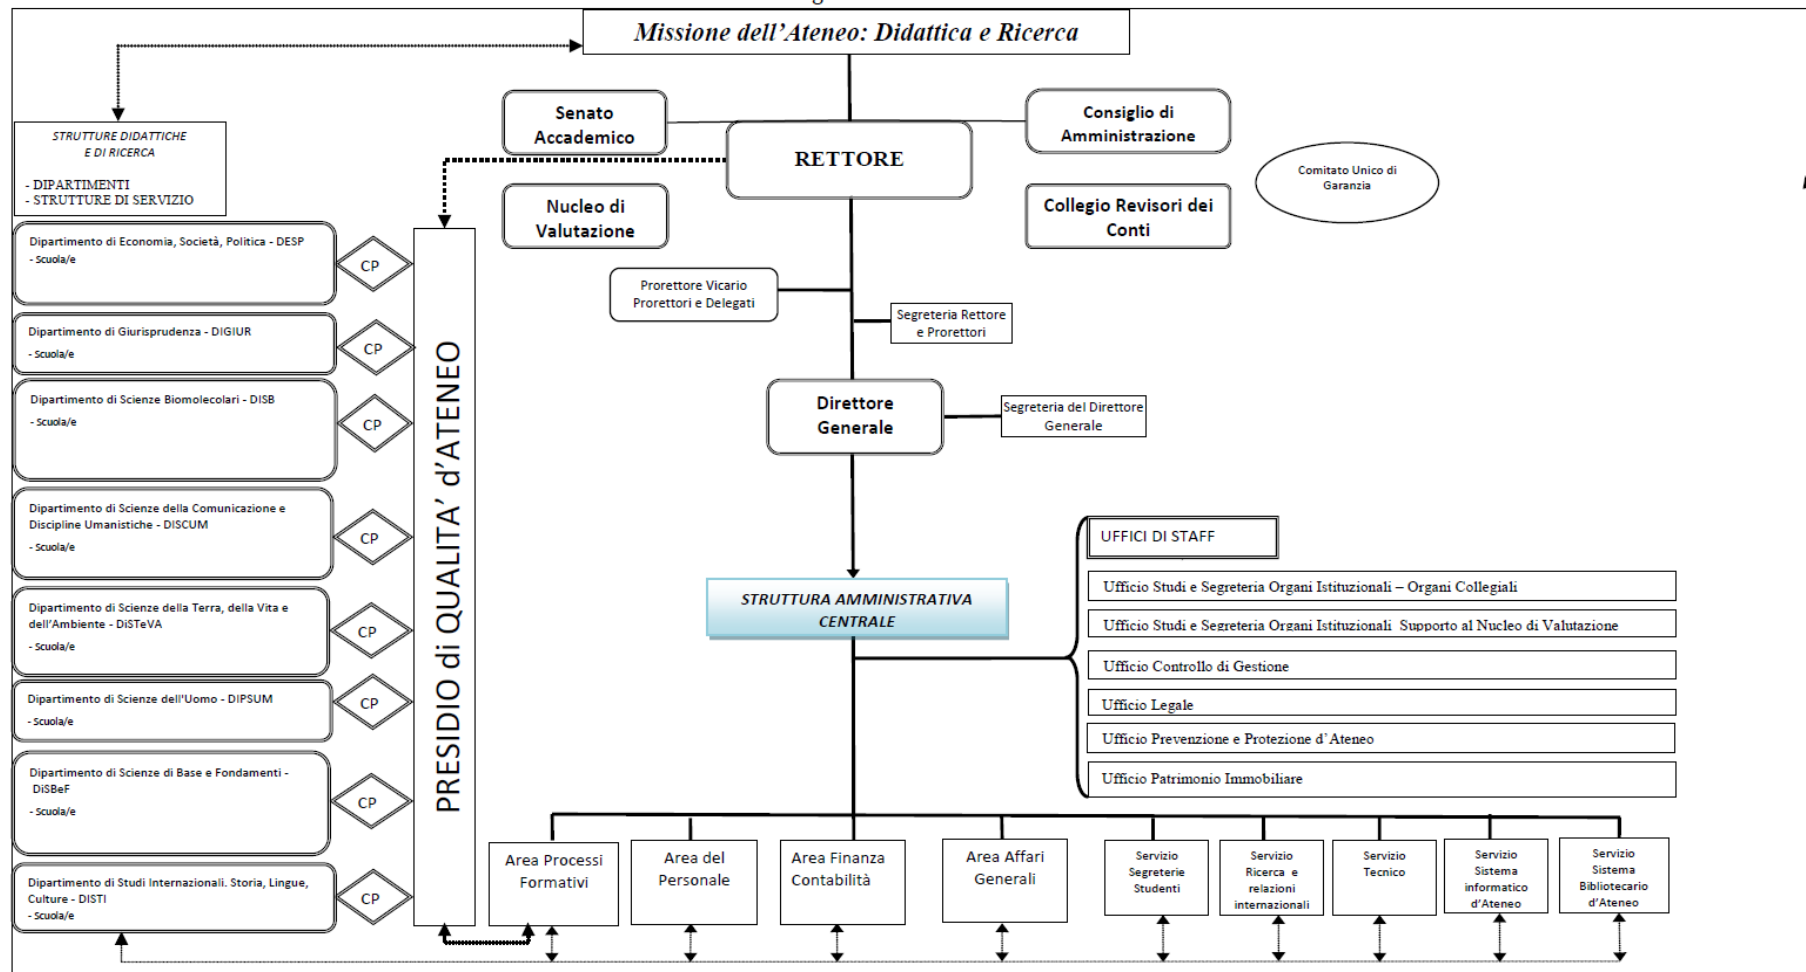 Missione dell'Ateneo: Didattica e Ricerca
Senato
Accademico
Consiglio di
Amministrazione
RETTORE
Nucleo di
Valutazione
Collegio Revisori dei
Conti
Comitato Unico di
Garanzia
STRUTTURE DIDATTICHE
E DI RICERCA
- DIPARTIMENTI
- STRUTTURE DI SERVIZIO
Dipartimento di Economia, Società, Politica - DESP
- Scuola/e
CP
Dipartimento di Giurisprudenza - DIGIUR
- Scuola/e
CP
Dipartimento di Scienze Biomolecolari - DISB
- Scuola/e
CP
Dipartimento di Scienze della Comunicazione e
Discipline Umanistiche - DISCUM
- Scuola/e
CP
Dipartimento di Scienze della Terra, della Vita e
dell'Ambiente - DiSTeVA
- Scuola/e
CP
Dipartimento di Scienze dell'Uomo - DIPSUM
- Scuola/e
CP
Dipartimento di Scienze di Base e Fondamenti -
DiSBeF
- Scuola/e
CP
Dipartimento di Studi Internazionali. Storia, Lingue,
Culture - DISTI
- Scuola/e
CP
PRESIDIO di QUALITA' d'ATENEO
Prorettore Vicario
Prorettori e Delegati
Segreteria Rettore
e Prorettori
Direttore
Generale
Segreteria del Direttore
Generale
STRUTTURA AMMINISTRATIVA
CENTRALE
UFFICI DI STAFF
Ufficio Studi e Segreteria Organi Istituzionali – Organi Collegiali
Ufficio Studi e Segreteria Organi Istituzionali Supporto al Nucleo di Valutazione
Ufficio Controllo di Gestione
Ufficio Legale
Ufficio Prevenzione e Protezione d'Ateneo
Ufficio Patrimonio Immobiliare
Area Processi
Formativi
Area del
Personale
Area Finanza
Contabilità
Area Affari
Generali
Servizio
Segreterie
Studenti
Servizio
Ricerca e
relazioni
internazionali
Servizio
Tecnico
Servizio
Sistema
informatico
d'Ateneo
Servizio
Sistema
Bibliotecario
d'Ateneo